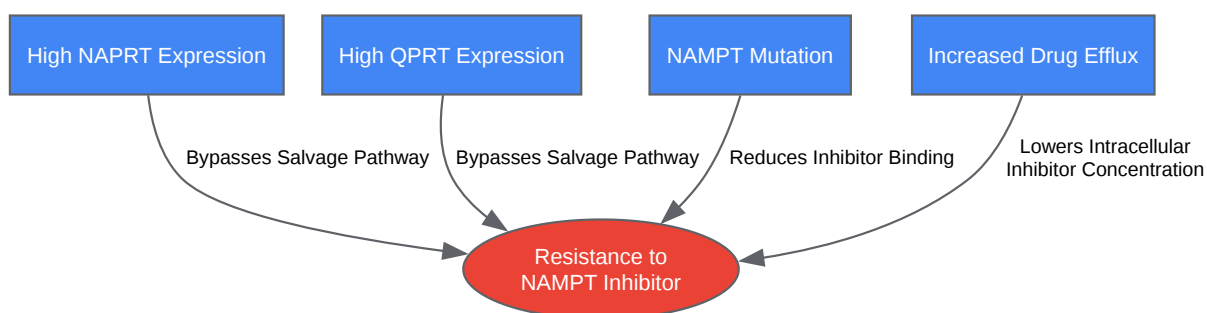 High NAPRT Expression
High QPRT Expression
NAMPT Mutation
Increased Drug Efflux
Bypasses Salvage Pathway
Bypasses Salvage Pathway
Reduces Inhibitor Binding
Lowers Intracellular
Inhibitor Concentration
Resistance to
NAMPT Inhibitor